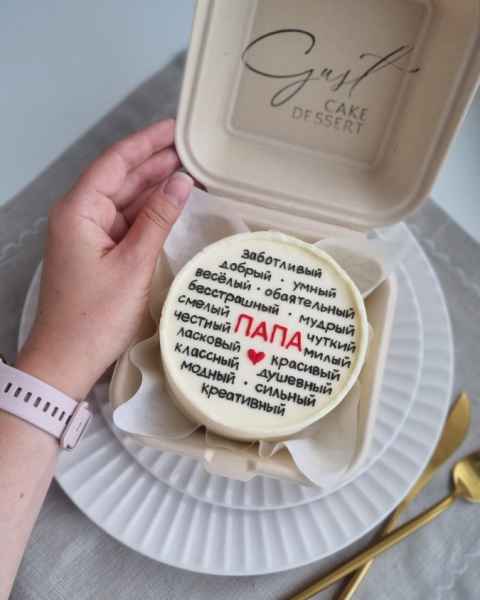 Gust
CAKE
DESSERT
заботливый
добрый · умный
весёлый · обаятельный
бесстрашный · мудрый
смелый ПАПА чуткий
честный милый
ласковый ♥ красивый
классный душевный
модный · сильный
креативный